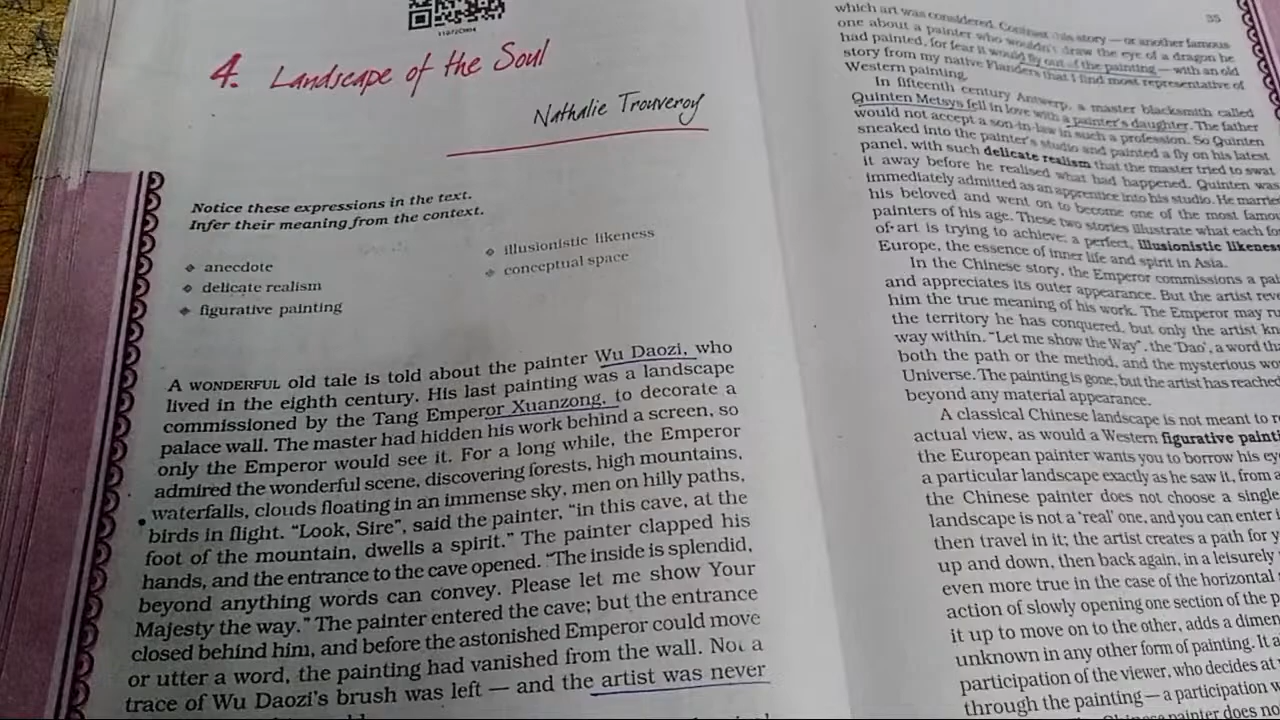 4. Landscape of the Soul
Nathalie Trouveroy
Notice these expressions in the text.
Infer their meaning from the context.
anecdote
delicate realism
figurative painting
illusionistic likeness
conceptual space
A WONDERFUL old tale is told about the painter Wu Daozi, who
lived in the eighth century. His last painting was a landscape
commissioned by the Tang Emperor Xuanzong, to decorate a
palace wall. The master had hidden his work behind a screen, so
only the Emperor would see it. For a long while, the Emperor
admired the wonderful scene, discovering forests, high mountains,
waterfalls, clouds floating in an immense sky, men on hilly paths,
birds in flight. “Look, Sire”, said the painter, “in this cave, at the
foot of the mountain, dwells a spirit.” The painter clapped his
hands, and the entrance to the cave opened. “The inside is splendid,
beyond anything words can convey. Please let me show Your
Majesty the way.” The painter entered the cave; but the entrance
closed behind him, and before the astonished Emperor could move
or utter a word, the painting had vanished from the wall. Not a
trace of Wu Daozi’s brush was left — and the artist was never
35
which art was considered. Contrast this story — or another famous
one about a painter who wouldn’t draw the eye of a dragon he
had painted, for fear it would fly out of the painting — with an old
story from my native Flanders that I find most representative of
Western painting.
In fifteenth century Antwerp, a master blacksmith called
Quinten Metsys fell in love with a painter’s daughter. The father
would not accept a son-in-law in such a profession. So Quinten
sneaked into the painter’s studio and painted a fly on his latest
panel, with such delicate realism that the master tried to swat
it away before he realised what had happened. Quinten was
immediately admitted as an apprentice into his studio. He married
his beloved and went on to become one of the most
painters of his age. These two stories illustrate what each
of art is trying to achieve: a perfect, illusionistic likeness
Europe, the essence of inner life and spirit in Asia.
In the Chinese story, the Emperor commissions a
and appreciates its outer appearance. But the artist
him the true meaning of his work. The Emperor may
the territory he has conquered, but only the artist
way within. “Let me show the Way”, the ‘Dao’, a word
both the path or the method, and the mysterious
Universe. The painting is gone, but the artist has reached
beyond any material appearance.
A classical Chinese landscape is not meant to
actual view, as would a Western figurative
the European painter wants you to borrow his
a particular landscape exactly as he saw it, from
the Chinese painter does not choose a single
landscape is not a ‘real’ one, and you can enter
then travel in it; the artist creates a path for
up and down, then back again, in a leisurely
even more true in the case of the horizontal
action of slowly opening one section of the
it up to move on to the other, adds a
unknown in any other form of painting. It
participation of the viewer, who decides at
through the painting — a participation
painter does